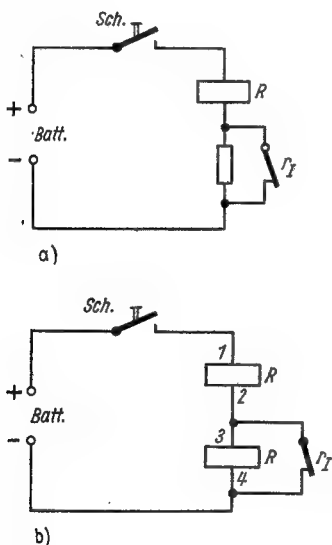 Sch.
R
+
Batt.
-
r_I
a)
Sch.
1
R
2
+
Batt.
3
R
-
4
r_I
b)